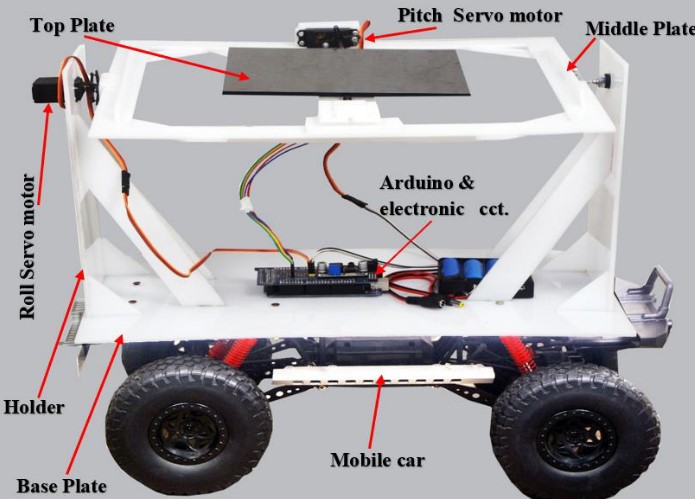 Pitch Servo motor
Top Plate
Middle Plate
Roll Servo motor
Arduino &
electronic cct.
Holder
Base Plate
Mobile car